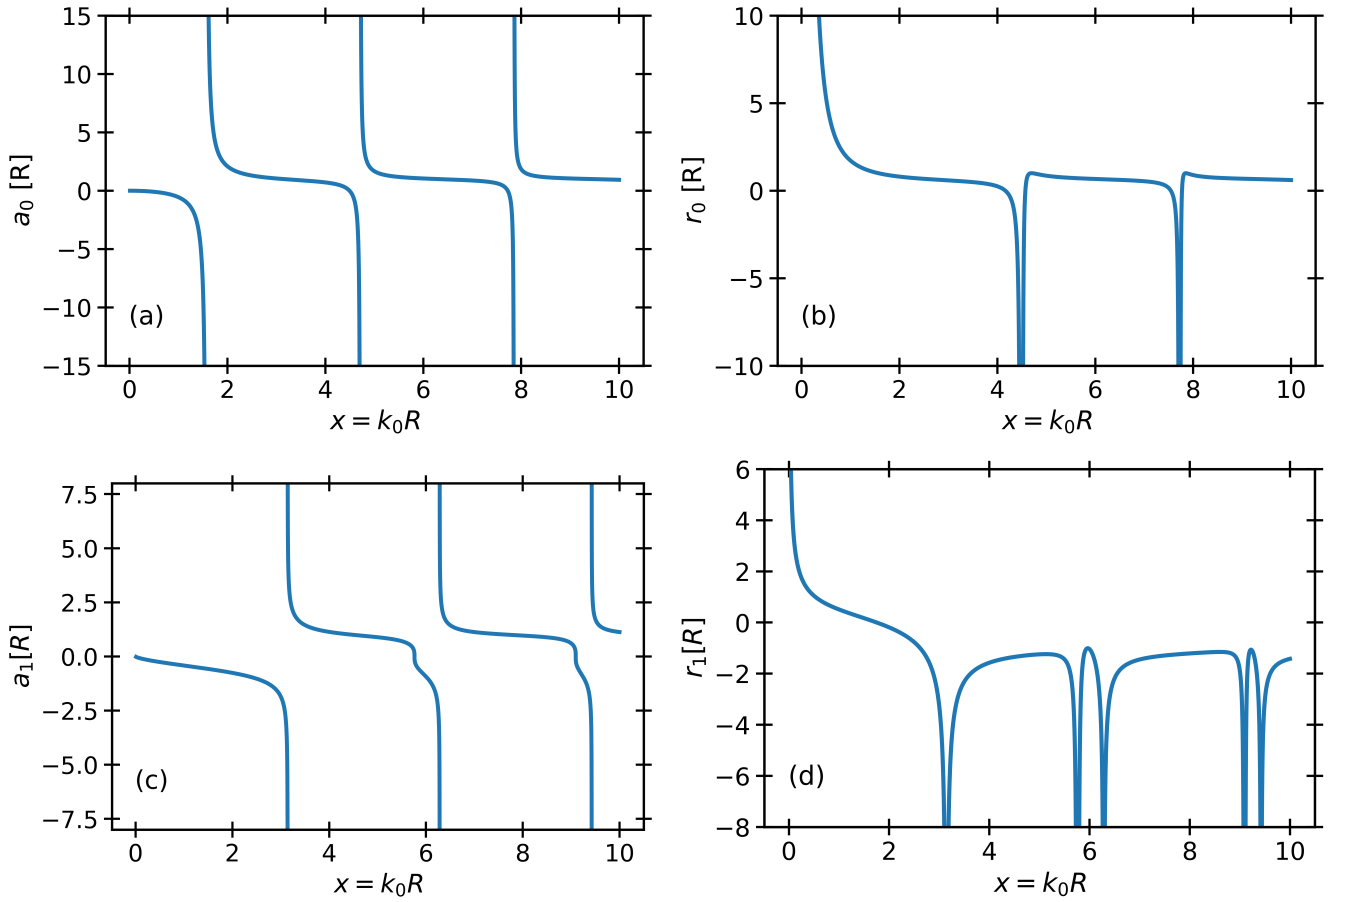 15
10
5
0
−5
−10
−15
a₀ [R]
(a)
0 2 4 6 8 10
x = k₀R
10
5
0
−5
−10
r₀ [R]
(b)
0 2 4 6 8 10
x = k₀R
7.5
5.0
2.5
0.0
−2.5
−5.0
−7.5
a₁[R]
(c)
0 2 4 6 8 10
x = k₀R
6
4
2
0
−2
−4
−6
−8
r₁[R]
(d)
0 2 4 6 8 10
x = k₀R